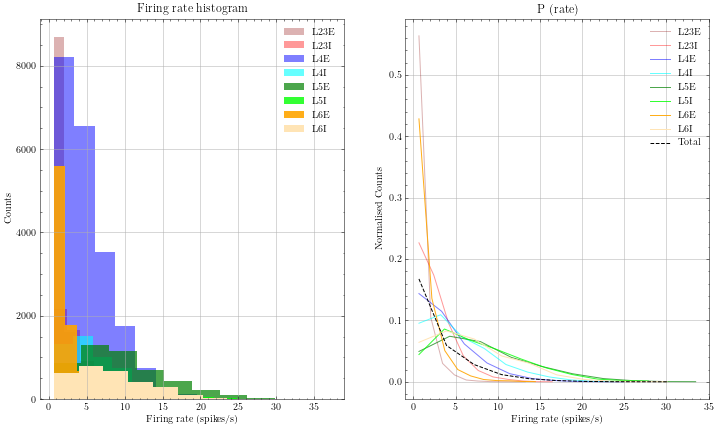 Firing rate histogram
P (rate)
Counts
8000
6000
4000
2000
0
0 5 10 15 20 25 30 35
Firing rate (spikes/s)
L23E
L23I
L4E
L4I
L5E
L5I
L6E
L6I
Normalised Counts
0.5
0.4
0.3
0.2
0.1
0.0
0 5 10 15 20 25 30 35
Firing rate (spikes/s)
L23E
L23I
L4E
L4I
L5E
L5I
L6E
L6I
Total